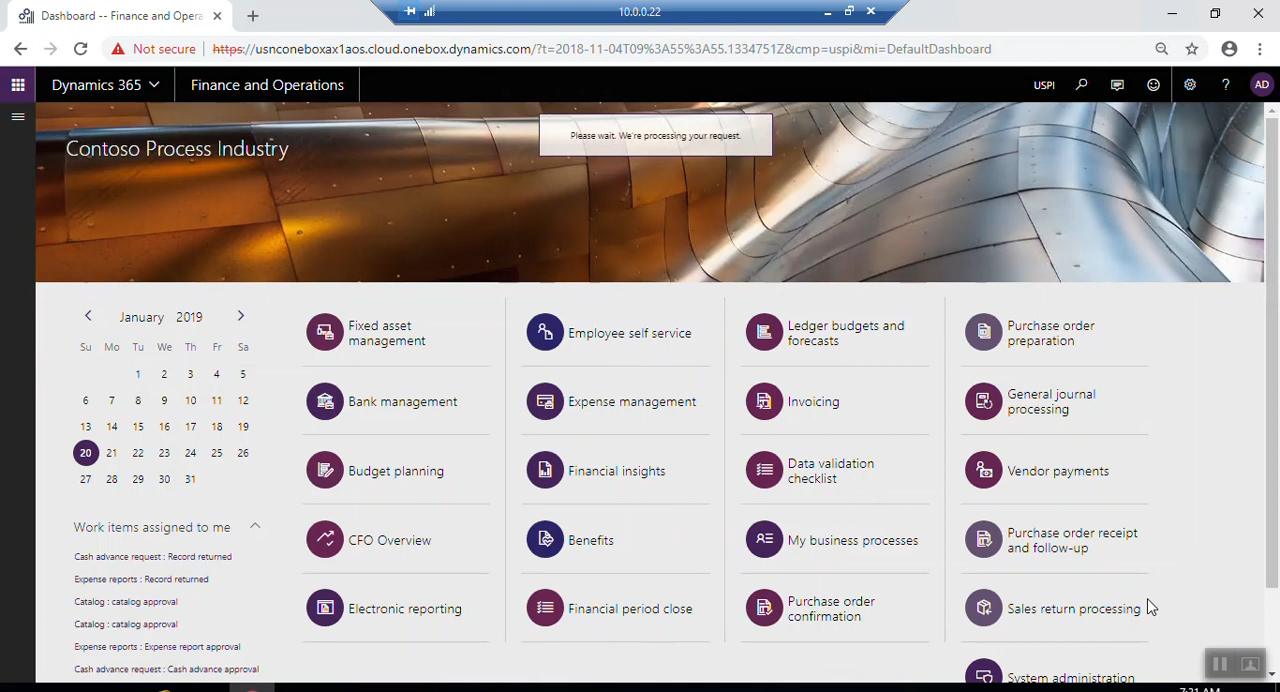 Dashboard -- Finance and Opera
10.0.0.22
Not secure
https://usnconeboxax1aos.cloud.onebox.dynamics.com/?t=2018-11-04T09%3A55%3A55.1334751Z&cmp=uspi&mi=DefaultDashboard
Dynamics 365
Finance and Operations
USPI
?
AD
Contoso Process Industry
Please wait. We're processing your request.
January 2019
Su Mo Tu We Th Fr Sa
1 2 3 4 5
6 7 8 9 10 11 12
13 14 15 16 17 18 19
20 21 22 23 24 25 26
27 28 29 30 31
Work items assigned to me
Cash advance request : Record returned
Expense reports : Record returned
Catalog : catalog approval
Catalog : catalog approval
Expense reports : Expense report approval
Cash advance request : Cash advance approval
Fixed asset
management
Bank management
Budget planning
CFO Overview
Electronic reporting
Employee self service
Expense management
Financial insights
Benefits
Financial period close
Ledger budgets and
forecasts
Invoicing
Data validation
checklist
My business processes
Purchase order
confirmation
Purchase order
preparation
General journal
processing
Vendor payments
Purchase order receipt
and follow-up
Sales return processing
System administration
7:21 AM